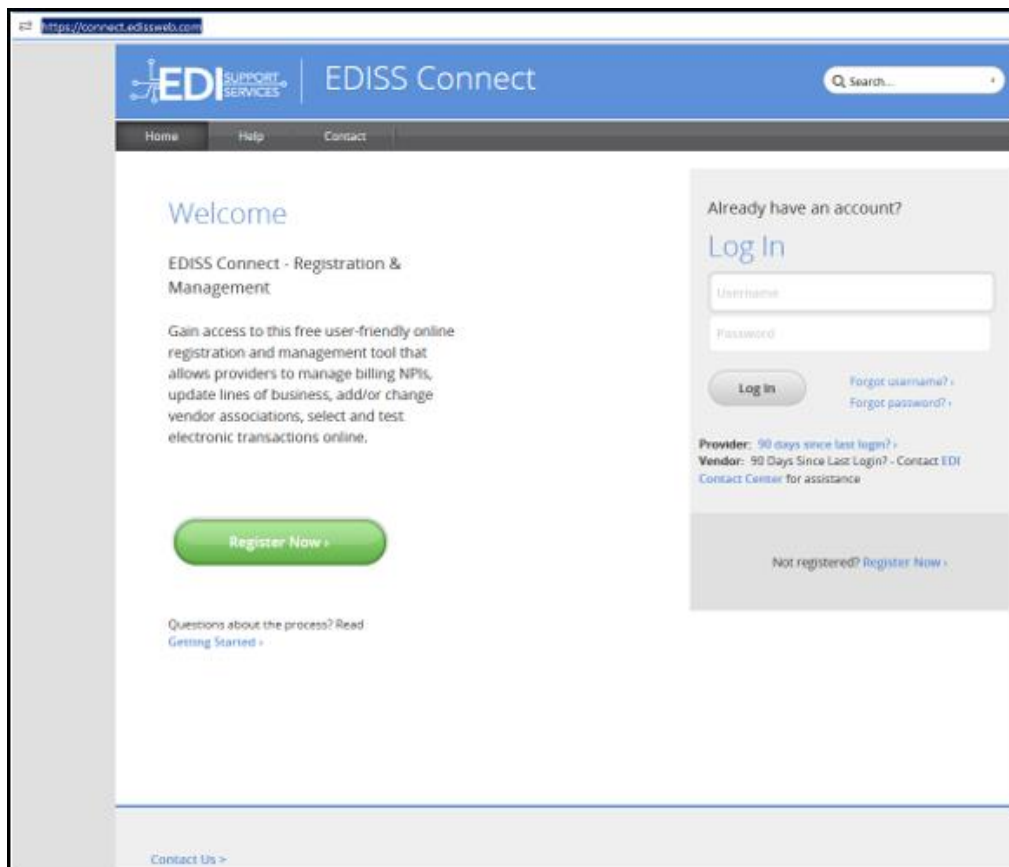 https://connect.edissweb.com
EDI SUPPORT SERVICES
EDISS Connect
Search...
Home Help Contact
Welcome
EDISS Connect - Registration &
Management
Gain access to this free user-friendly online
registration and management tool that
allows providers to manage billing NPIs,
update lines of business, add/or change
vendor associations, select and test
electronic transactions online.
Register Now ›
Questions about the process? Read
Getting Started ›
Already have an account?
Log In
Username
Password
Log In
Forgot username? ›
Forgot password? ›
Provider: 90 days since last login? ›
Vendor: 90 Days Since Last Login? - Contact EDI
Contact Center for assistance
Not registered? Register Now ›
Contact Us >